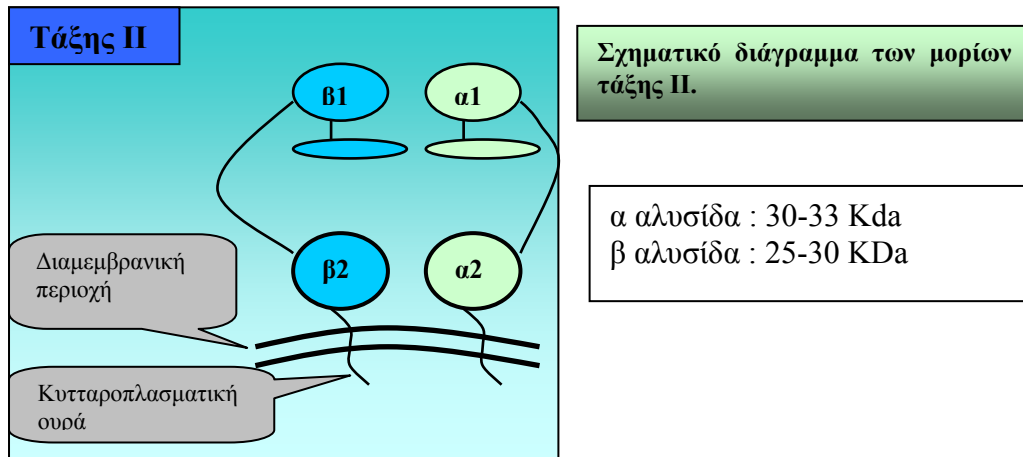 Τάξης ΙΙ
Σχηματικό διάγραμμα των μορίων
τάξης ΙΙ.
β1
α1
α αλυσίδα : 30-33 Kda
β αλυσίδα : 25-30 KDa
β2
α2
Διαμεμβρανική
περιοχή
Κυτταροπλασματική
ουρά